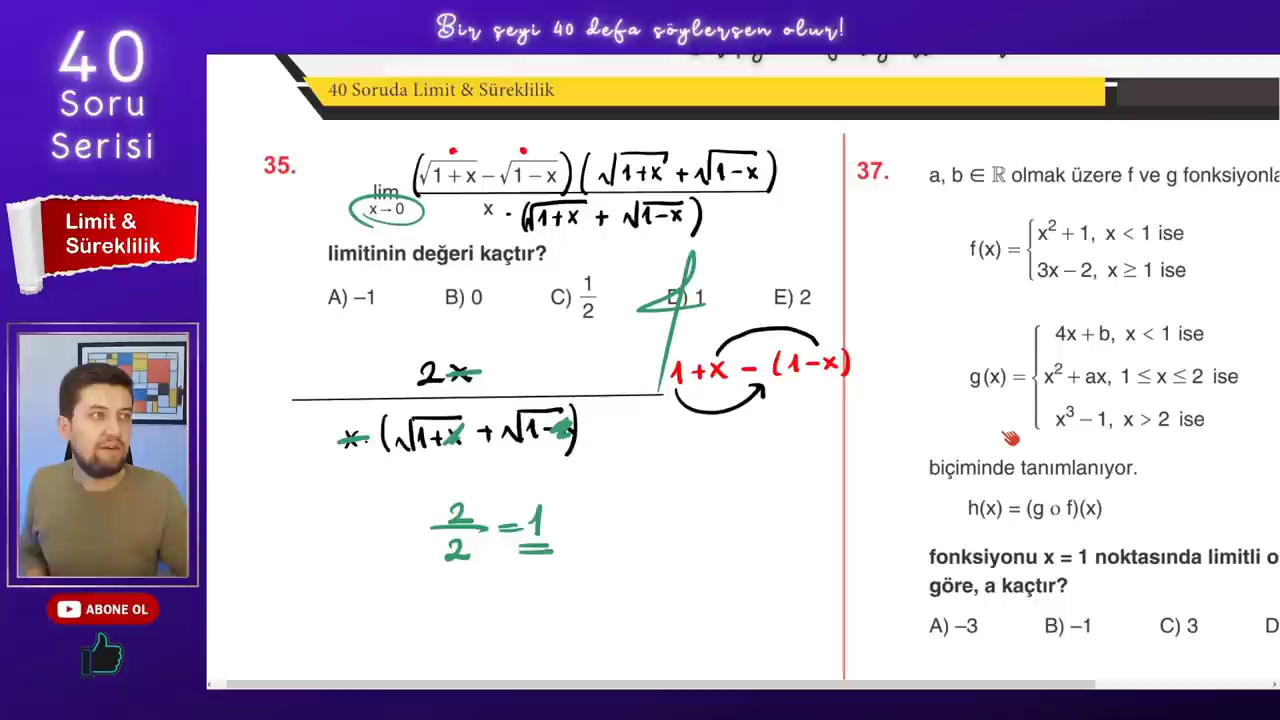 Bir şeyi 40 defa söylersen olur!
40
Soru
Serisi
Limit &
Süreklilik
ABONE OL
40 Soruda Limit & Süreklilik
35.
lim x→0 (√1+x − √1−x) (√1+x + √1−x)
x · (√1+x + √1−x)
limitinin değeri kaçtır?
A) –1 B) 0 C) 1/2 D) 1 E) 2
1+x − (1−x)
2x
x· (√1+x + √1−x)
2/2 = 1
37.
a, b ∈ ℝ olmak üzere f ve g fonksiyonla
f(x) = { x² + 1, x < 1 ise
3x – 2, x ≥ 1 ise
g(x) = { 4x + b, x < 1 ise
x² + ax, 1 ≤ x ≤ 2 ise
x³ – 1, x > 2 ise
biçiminde tanımlanıyor.
h(x) = (g o f)(x)
fonksiyonu x = 1 noktasında limitli o
göre, a kaçtır?
A) –3 B) –1 C) 3 D